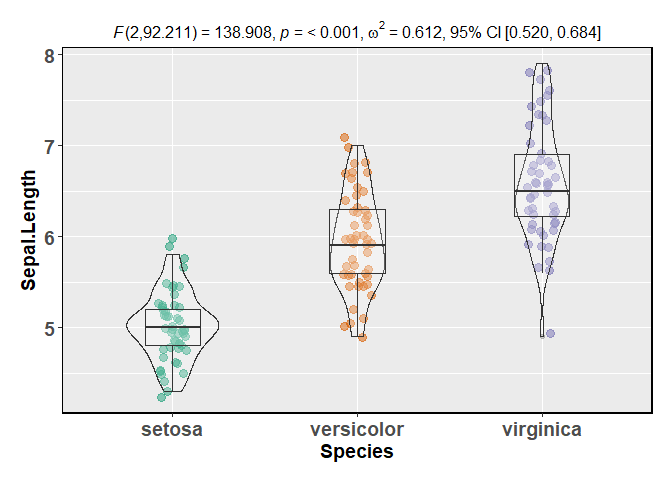 F(2,92.211) = 138.908, p = < 0.001, ω² = 0.612, 95% CI [0.520, 0.684]
8
7
6
5
Sepal.Length
setosa versicolor virginica
Species